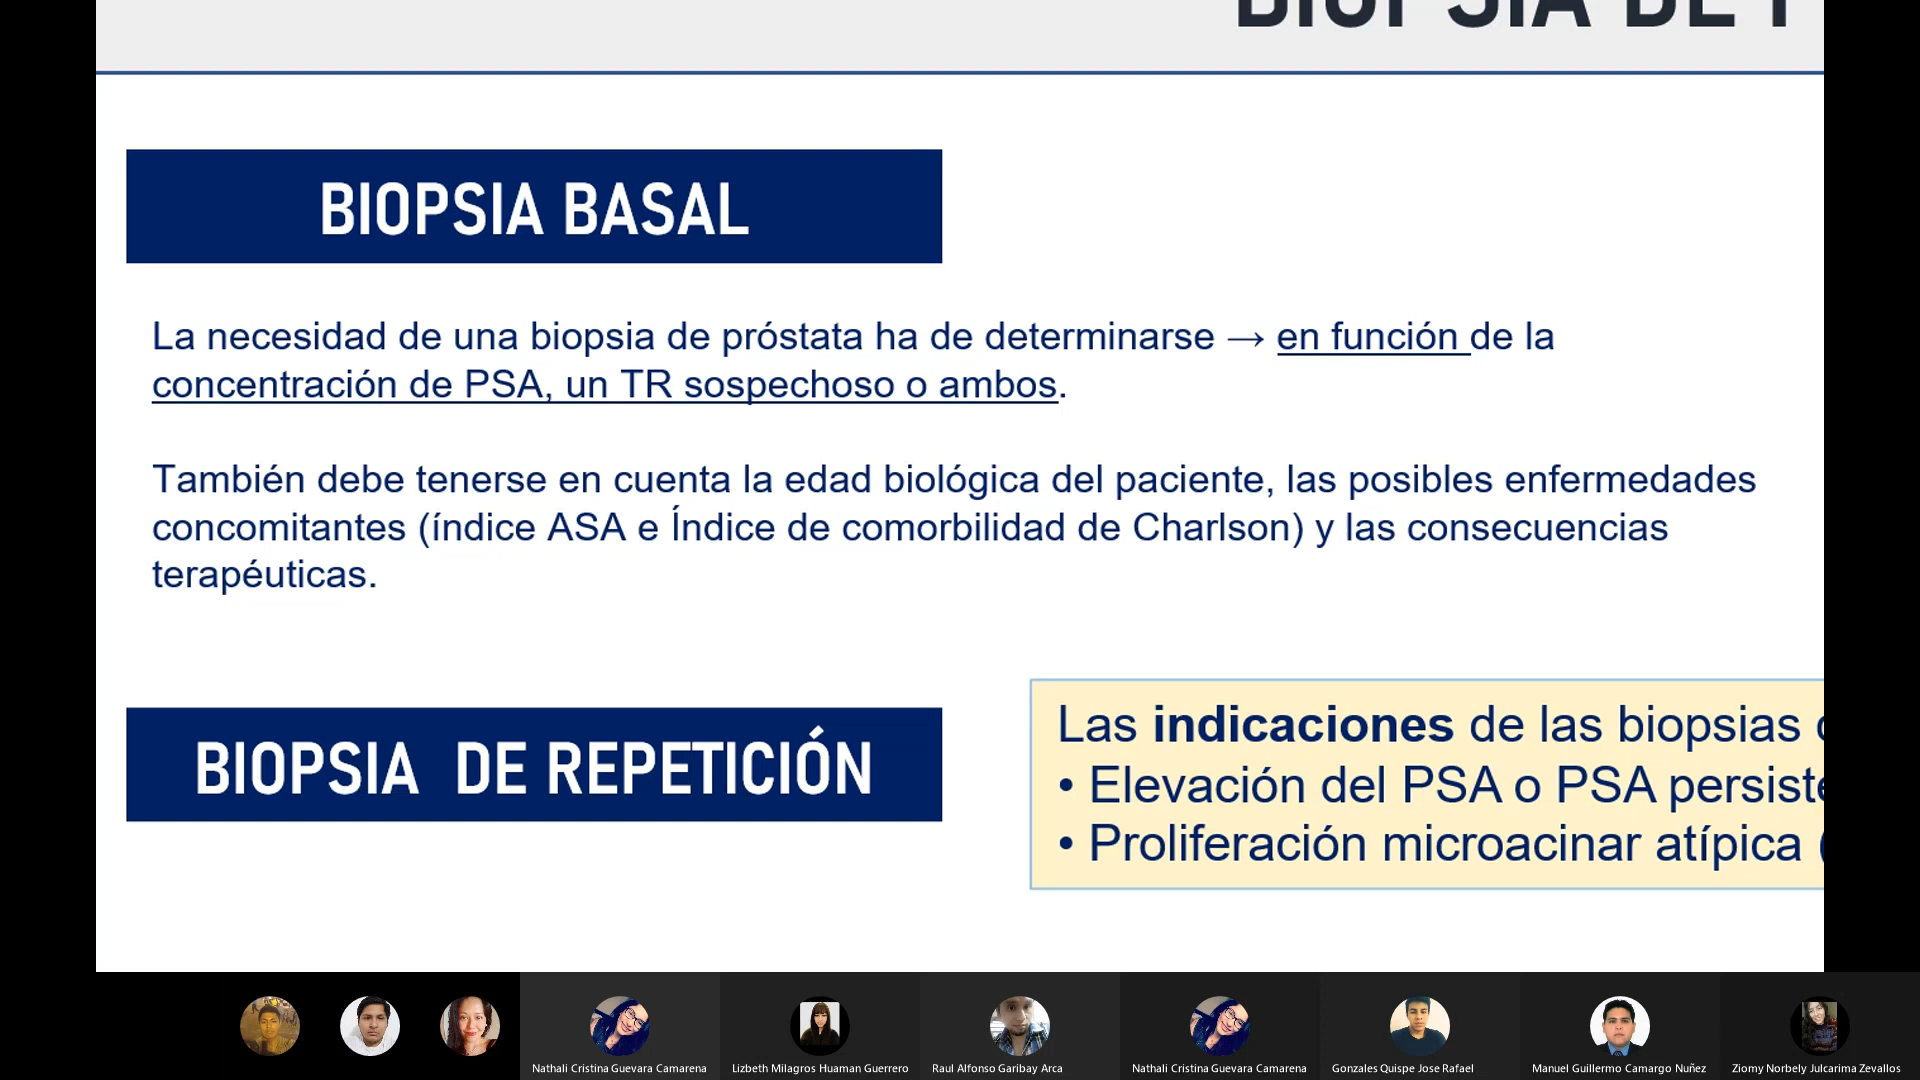 BIOPSIA DE
BIOPSIA BASAL
La necesidad de una biopsia de próstata ha de determinarse → en función de la
concentración de PSA, un TR sospechoso o ambos.
También debe tenerse en cuenta la edad biológica del paciente, las posibles enfermedades
concomitantes (índice ASA e Índice de comorbilidad de Charlson) y las consecuencias
terapéuticas.
BIOPSIA DE REPETICIÓN
Las indicaciones de las biopsias
• Elevación del PSA o PSA
• Proliferación microacinar atípica (
Nathali Cristina Guevara Camarena
Lizbeth Milagros Huaman Guerrero
Raul Alfonso Garibay Arca
Nathali Cristina Guevara Camarena
Gonzales Quispe Jose Rafael
Manuel Guillermo Camargo Nuñez
Ziomy Norbely Julcarima Zevallos